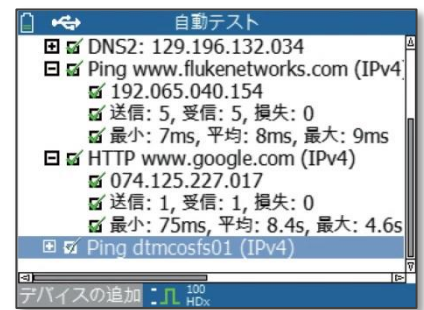 自動テスト
DNS2: 129.196.132.034
Ping www.flukenetworks.com (IPv4)
192.065.040.154
送信: 5, 受信: 5, 損失: 0
最小: 7ms, 平均: 8ms, 最大: 9ms
HTTP www.google.com (IPv4)
074.125.227.017
送信: 1, 受信: 1, 損失: 0
最小: 75ms, 平均: 8.4s, 最大: 4.6s
Ping dtmcosfs01 (IPv4)
デバイスの追加 100
HDx